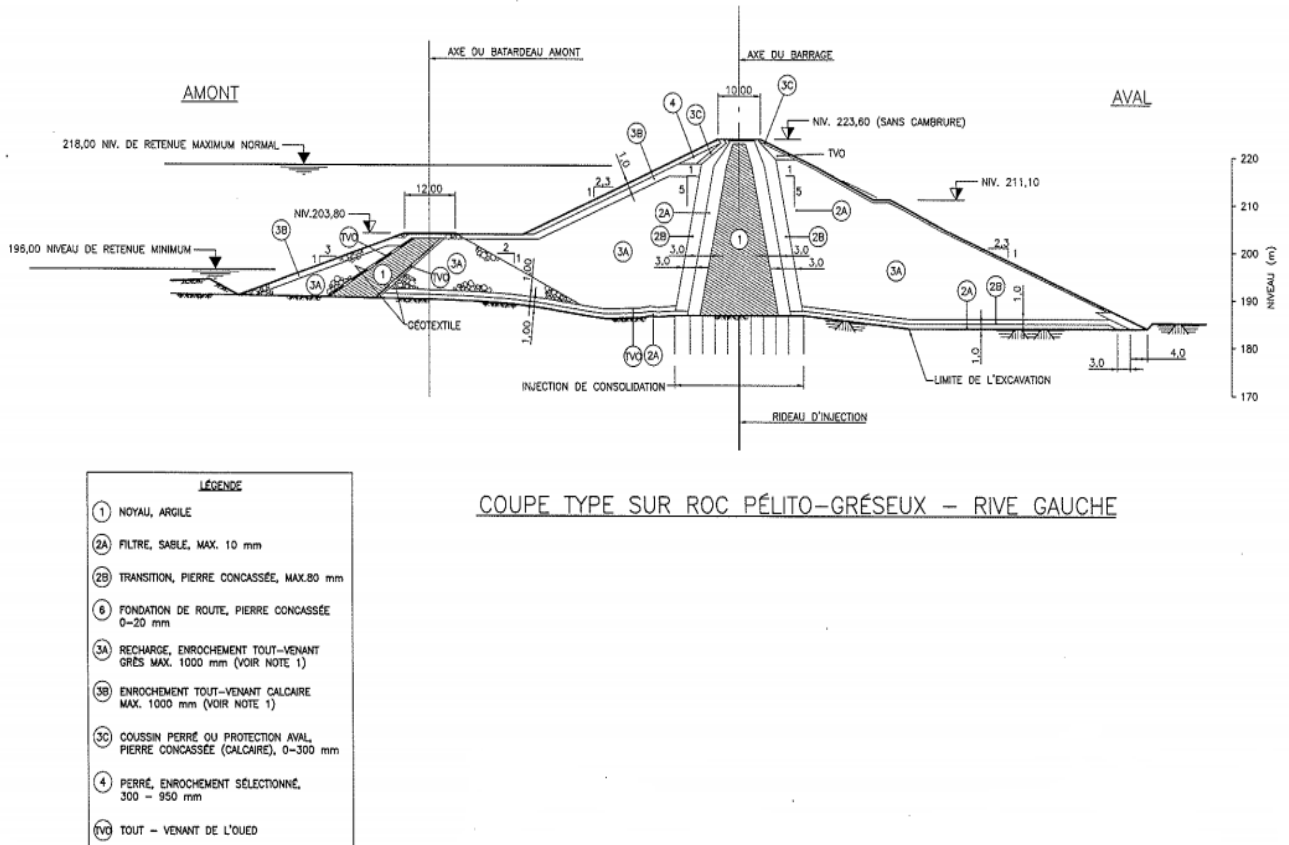 AXE DU BATARDEAU AMONT
AXE DU BARRAGE
AMONT
AVAL
10,00
3C
4
3C
3B
NIV. 223,60 (SANS CAMBRURE)
TVO
218,00 NIV. DE RETENUE MAXIMUM NORMAL
1,0
1
5
1
5
220
12,00
1
2,3
NIV. 211,10
NIV.203,80
2A
2A
210
3B
TVO
2B
1
2B
2,3
1
196,00 NIVEAU DE RETENUE MINIMUM
1
3
2
1
3A
3A
3,0
3,0
3,0
3,0
200
3A
1
TVO
3A
1,00
2A
2B
1,0
190
GÉOTEXTILE
1,00
TVO
2A
1,0
180
3,0
4,0
INJECTION DE CONSOLIDATION
LIMITE DE L'EXCAVATION
170
NIVEAU (m)
RIDEAU D'INJECTION
LÉGENDE
1 NOYAU, ARGILE
2A FILTRE, SABLE, MAX. 10 mm
2B TRANSITION, PIERRE CONCASSÉE, MAX.80 mm
6 FONDATION DE ROUTE, PIERRE CONCASSÉE
0-20 mm
3A RECHARGE, ENROCHEMENT TOUT-VENANT
GRÈS MAX. 1000 mm (VOIR NOTE 1)
3B ENROCHEMENT TOUT-VENANT CALCAIRE
MAX. 1000 mm (VOIR NOTE 1)
3C COUSSIN PERRÉ OU PROTECTION AVAL,
PIERRE CONCASSÉE (CALCAIRE), 0-300 mm
4 PERRÉ, ENROCHEMENT SÉLECTIONNÉ,
300 - 950 mm
TVO TOUT - VENANT DE L'OUED
COUPE TYPE SUR ROC PÉLITO-GRÉSEUX - RIVE GAUCHE